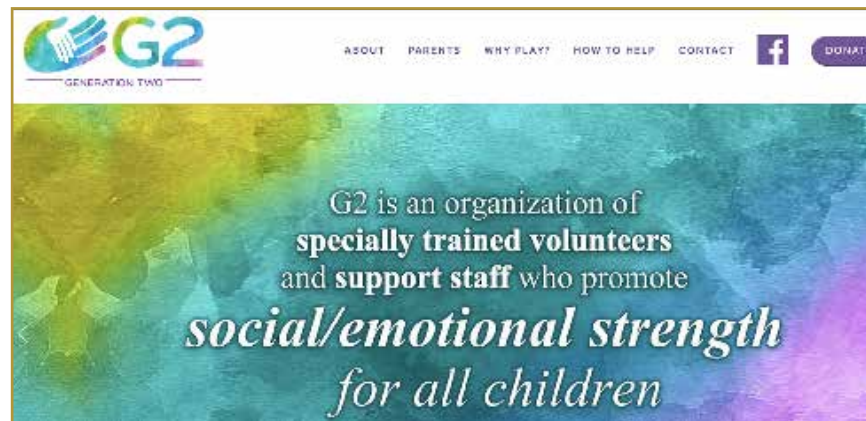 G2
GENERATION TWO
ABOUT PARENTS WHY PLAY? HOW TO HELP CONTACT f DONAT
G2 is an organization of
specially trained volunteers
and support staff who promote
social/emotional strength
for all children